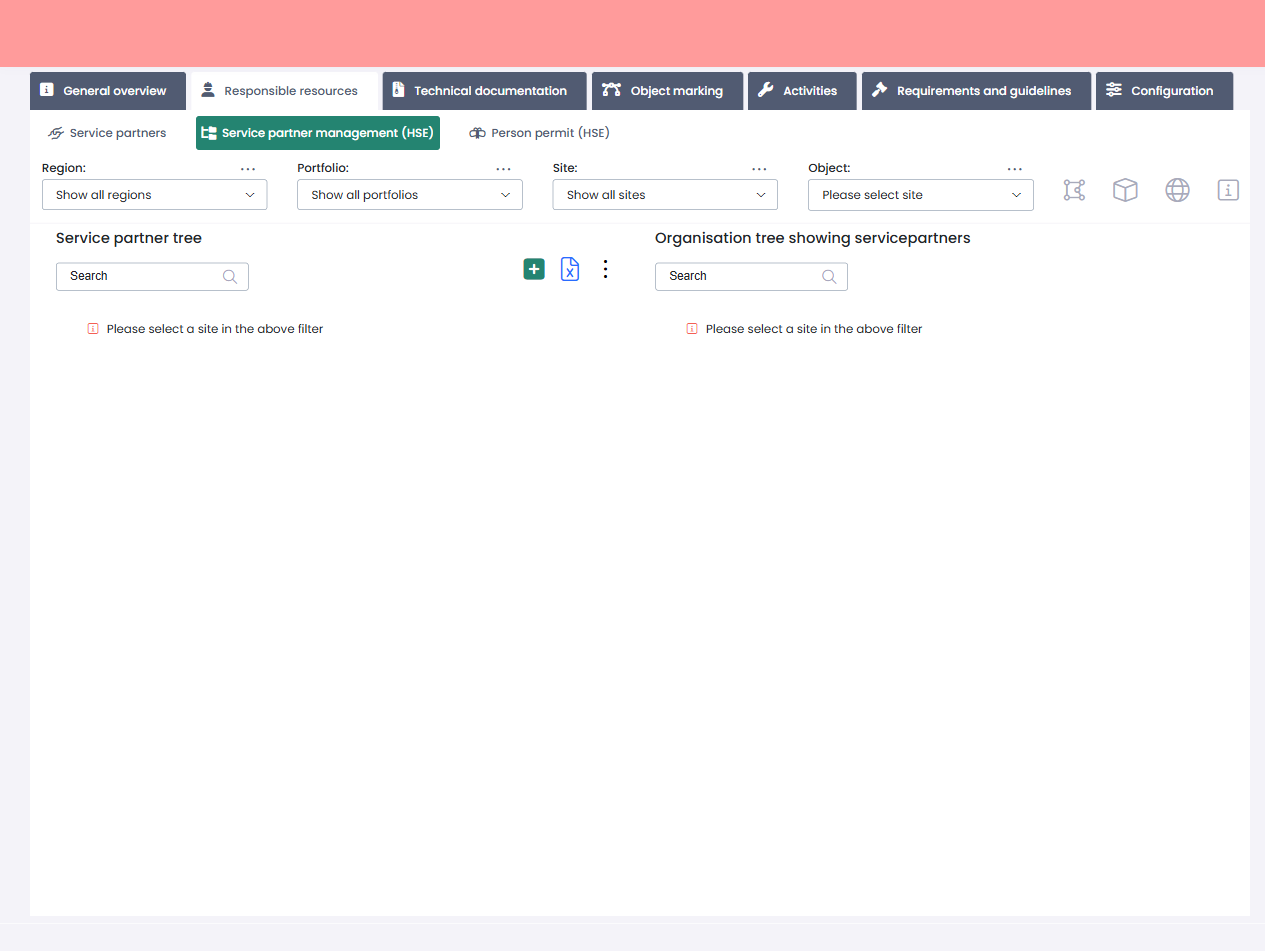 General overview
Responsible resources
Technical documentation
Object marking
Activities
Requirements and guidelines
Configuration
Service partners
Service partner management (HSE)
Person permit (HSE)
Region:
Portfolio:
Site:
Object:
Show all regions
Show all portfolios
Show all sites
Please select site
Service partner tree
Organisation tree showing servicepartners
Search
Search
Please select a site in the above filter
Please select a site in the above filter